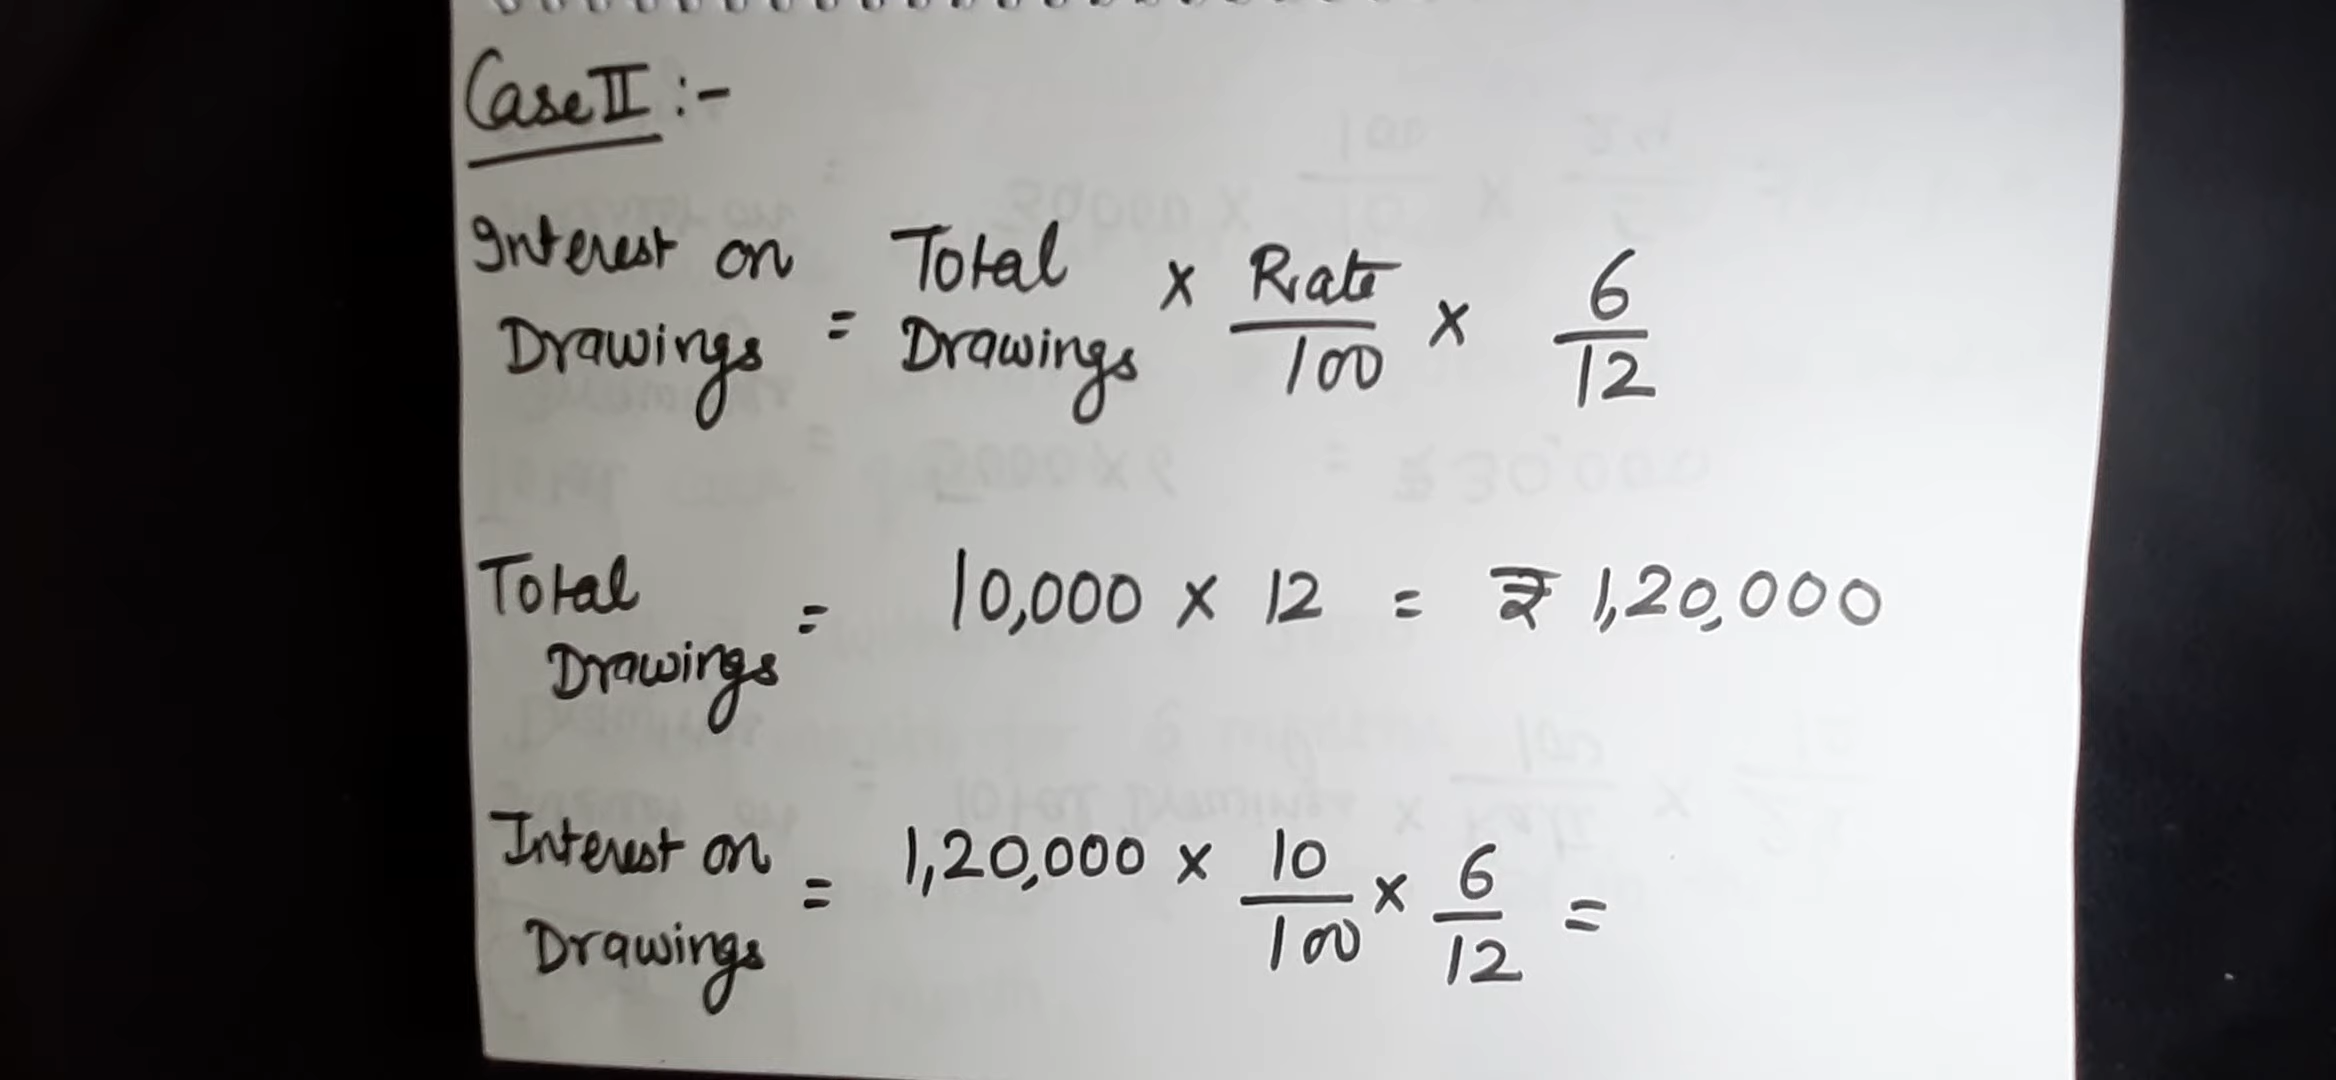 Case II :-
Interest on Drawings = Total Drawings × Rate/100 × 6/12
Total Drawings = 10,000 × 12 = ₹ 1,20,000
Interest on Drawings = 1,20,000 × 10/100 × 6/12 =